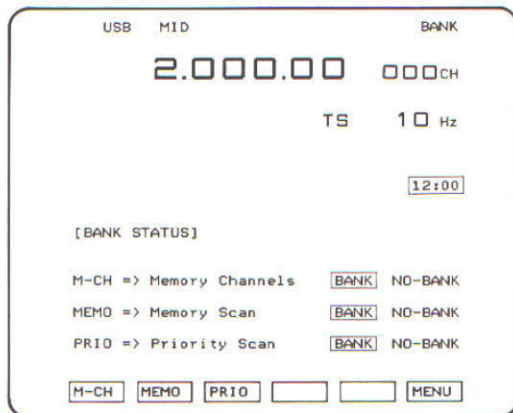 USB MID BANK
2.000.00 000CH
TS 10 Hz
12:00
[BANK STATUS]
M-CH => Memory Channels BANK NO-BANK
MEMO => Memory Scan BANK NO-BANK
PRIO => Priority Scan BANK NO-BANK
M-CH MEMO PRIO MENU